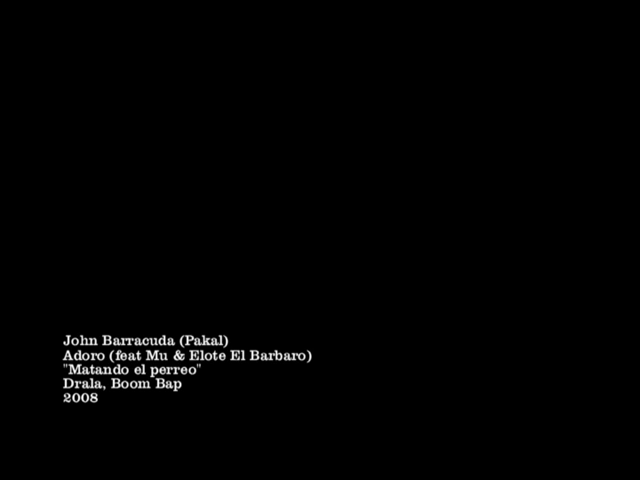 John Barracuda (Pakal)
Adoro (feat Mu & Elote El Barbaro)
"Matando el perreo"
Drala, Boom Bap
2008